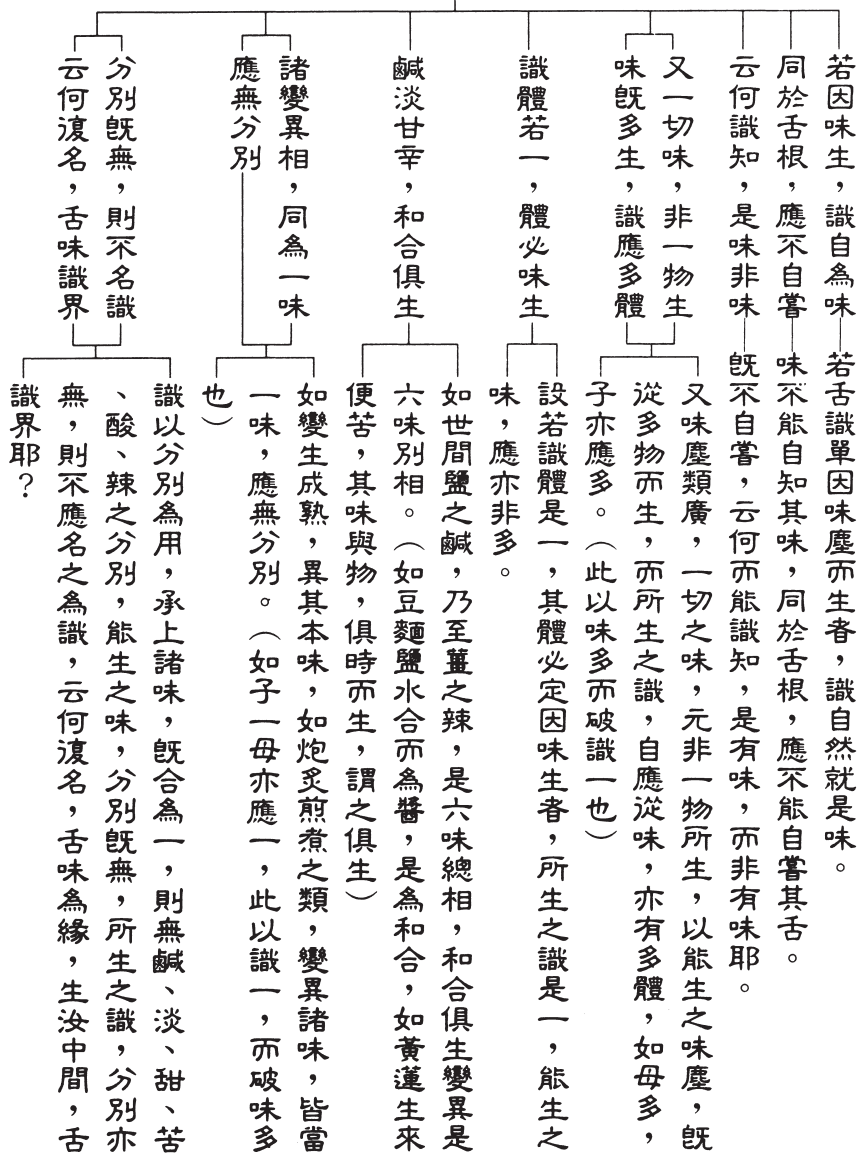 若因味生，識自為味
同於舌根，應不自嘗
云何識知，是味非味
又一切味，非一物生
味既多生，識應多體
識體若一，體必味生
鹹淡甘辛，和合俱生
諸變異相，同為一味
應無分別
分別既無，則不名識
云何復名，舌味識界
若舌識單因味塵而生者，識自然就是味。
味不能自知其味，同於舌根，應不能自嘗其舌。
既不自嘗，云何而能識知，是有味，而非有味耶。
又味塵類廣，一切之味，元非一物所生，以能生之味塵，既
從多物而生，而所生之識，自應從味，亦有多體，如母多，
子亦應多。（此以味多而破識一也）
設若識體是一，其體必定因味生者，所生之識是一，能生之
味，應亦非多。
如世間鹽之鹹，乃至薑之辣，是六味總相，和合俱生變異是
六味別相。（如豆麵鹽水合而為醬，是為和合，如黃蓮生來
便苦，其味與物，俱時而生，謂之俱生）
如變生成熟，異其本味，如炮炙煎煮之類，變異諸味，皆當
一味，應無分別。（如子一母亦應一，此以識一，而破味多
也）
識以分別為用，承上諸味，既合為一，則無鹹、淡、甜、苦
、酸、辣之分別，能生之味，分別既無，所生之識，分別亦
無，則不應名之為識，云何復名，舌味為緣，生汝中間，舌
識界耶？